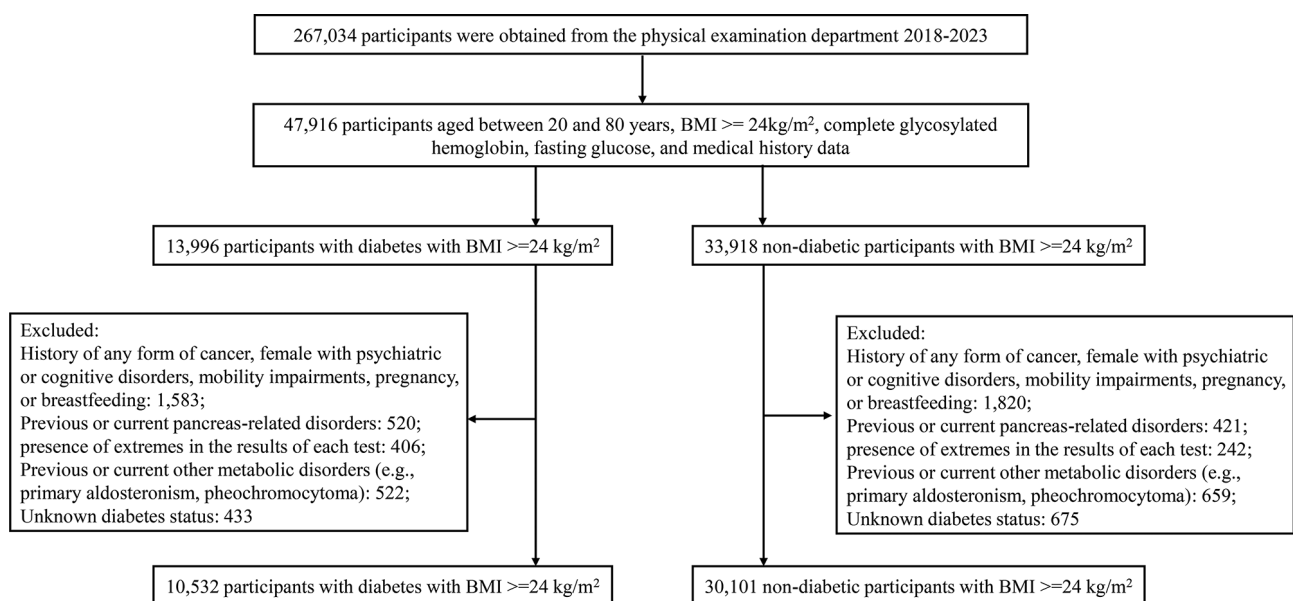 267,034 participants were obtained from the physical examination department 2018-2023
47,916 participants aged between 20 and 80 years, BMI >= 24kg/m², complete glycosylated
hemoglobin, fasting glucose, and medical history data
13,996 participants with diabetes with BMI >=24 kg/m²
33,918 non-diabetic participants with BMI >=24 kg/m²
Excluded:
History of any form of cancer, female with psychiatric
or cognitive disorders, mobility impairments, pregnancy,
or breastfeeding: 1,583;
Previous or current pancreas-related disorders: 520;
presence of extremes in the results of each test: 406;
Previous or current other metabolic disorders (e.g.,
primary aldosteronism, pheochromocytoma): 522;
Unknown diabetes status: 433
Excluded:
History of any form of cancer, female with psychiatric
or cognitive disorders, mobility impairments, pregnancy,
or breastfeeding: 1,820;
Previous or current pancreas-related disorders: 421;
presence of extremes in the results of each test: 242;
Previous or current other metabolic disorders (e.g.,
primary aldosteronism, pheochromocytoma): 659;
Unknown diabetes status: 675
10,532 participants with diabetes with BMI >=24 kg/m²
30,101 non-diabetic participants with BMI >=24 kg/m²